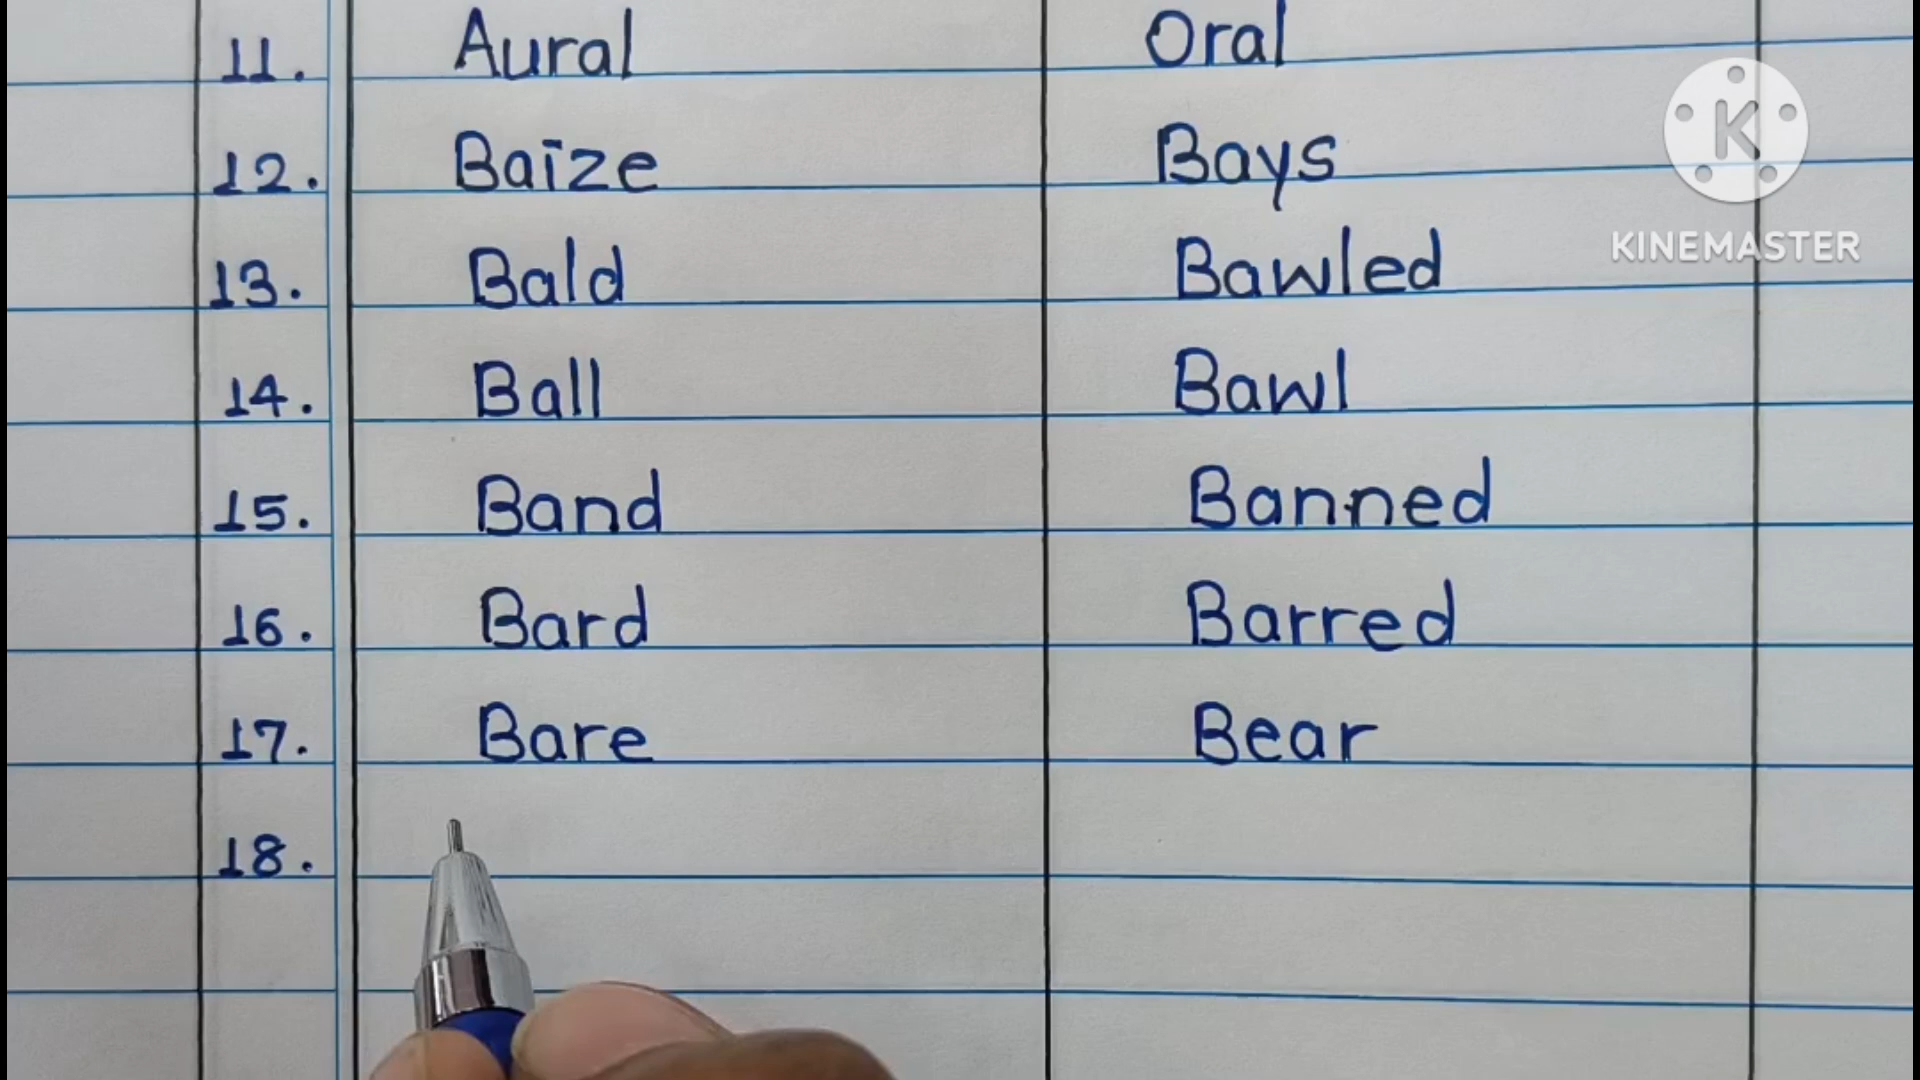 11. Aural Oral
12. Baize Bays
13. Bald Bawled
14. Ball Bawl
15. Band Banned
16. Bard Barred
17. Bare Bear
18.
K
KINEMASTER